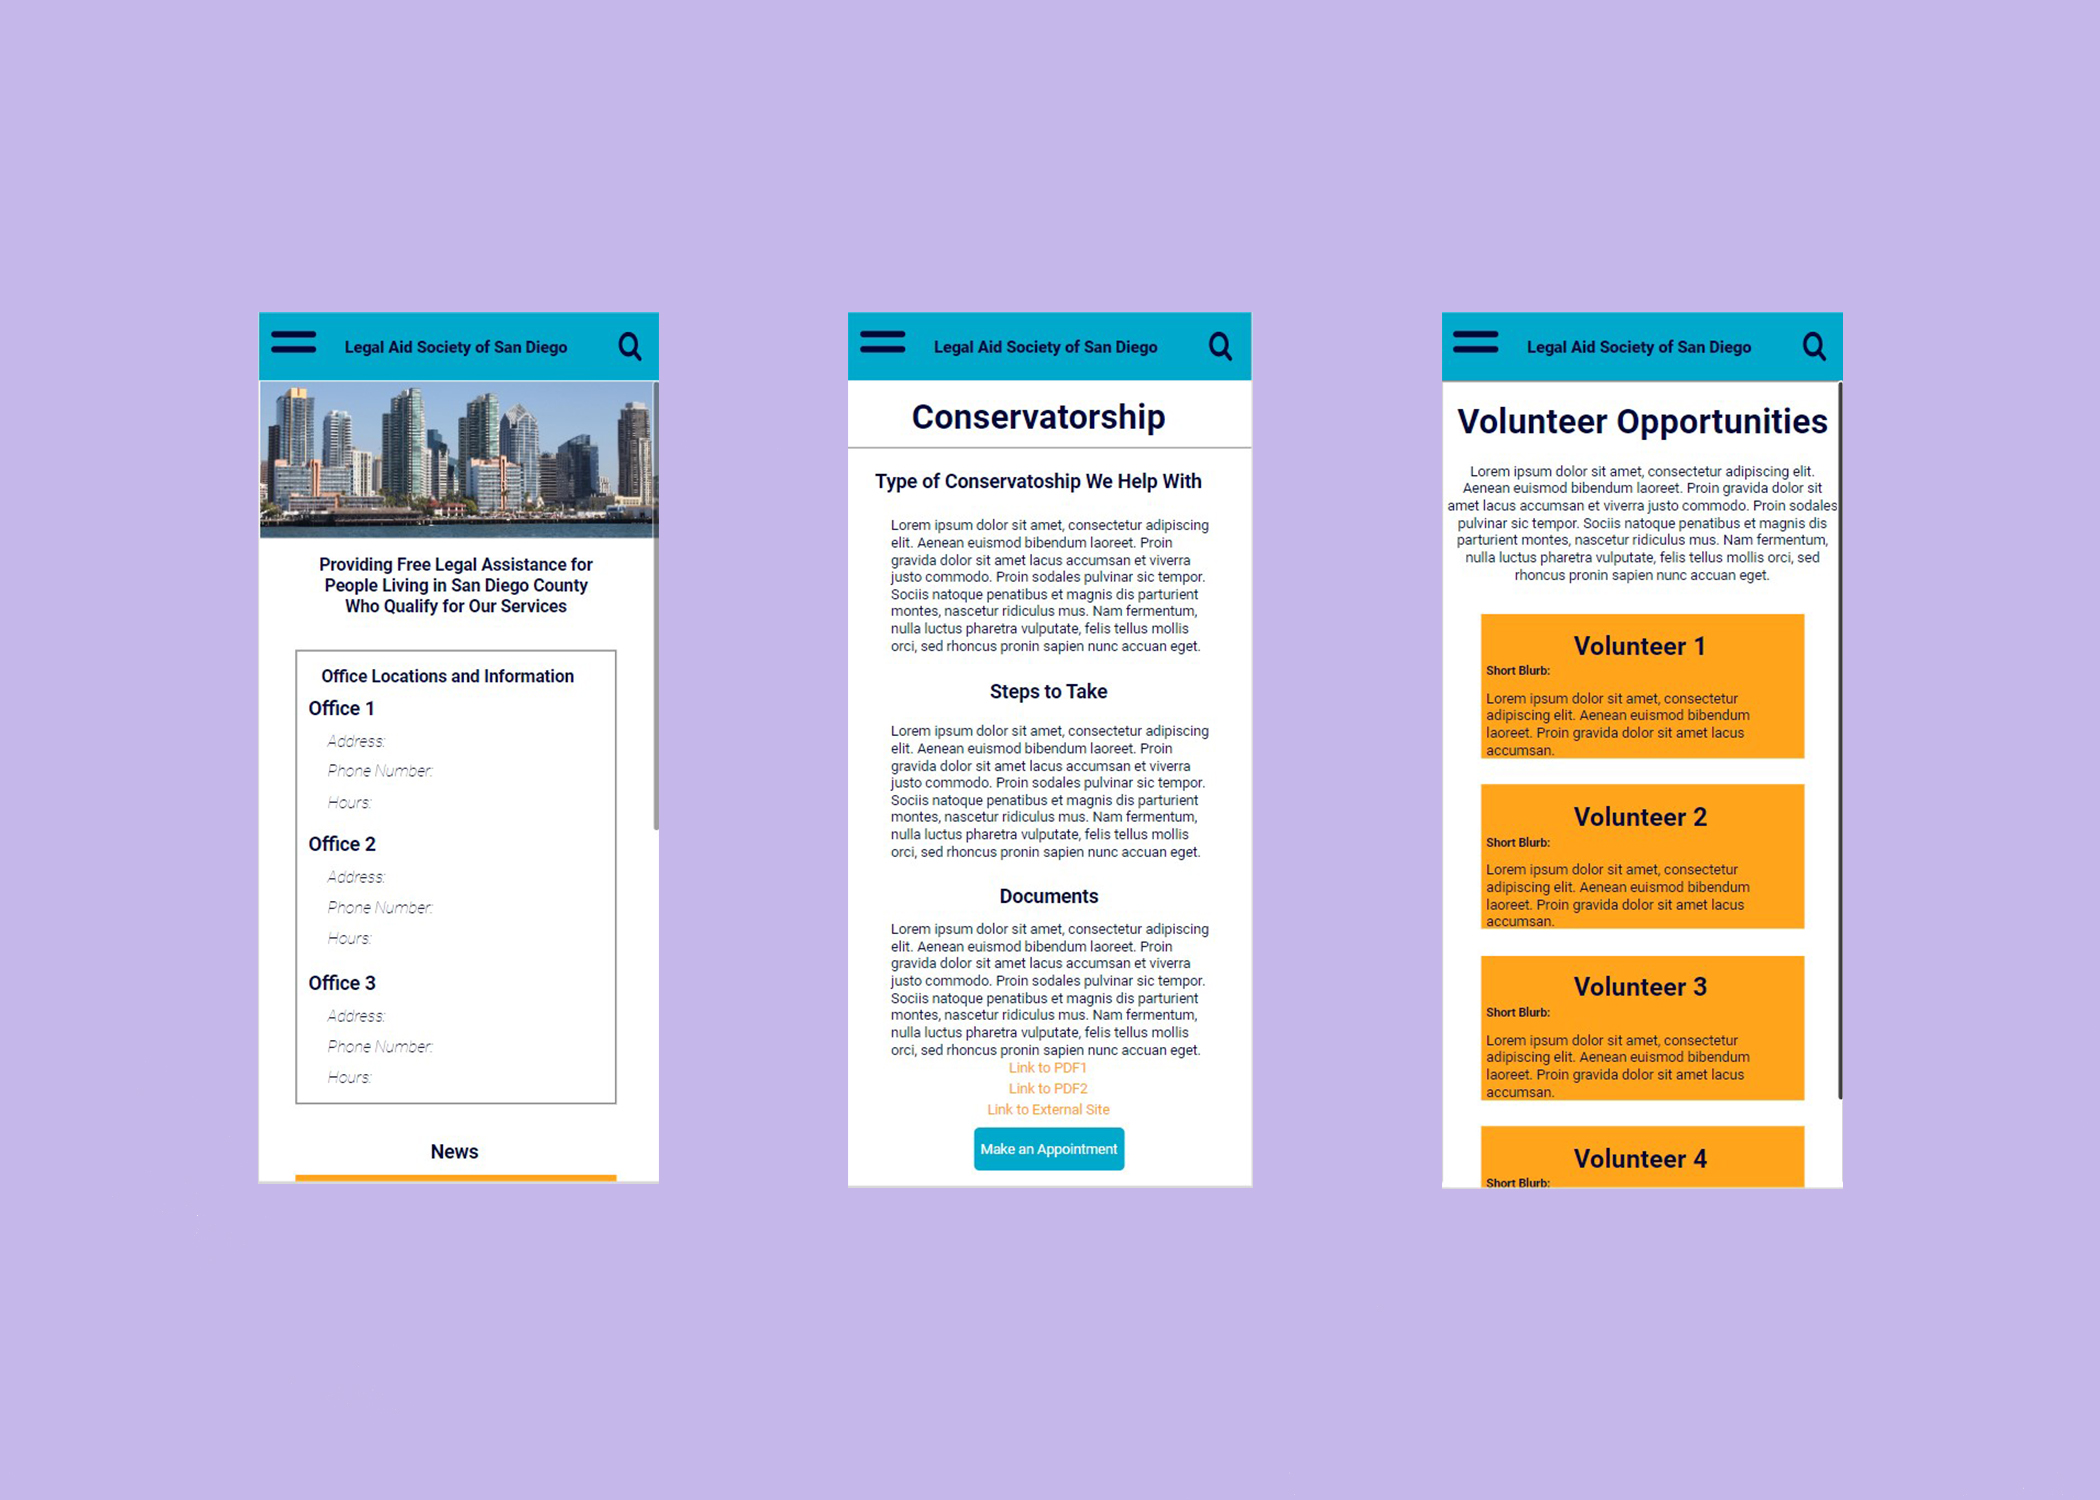 Legal Aid Society of San Diego
Providing Free Legal Assistance for
People Living in San Diego County
Who Qualify for Our Services
Office Locations and Information
Office 1
Address:
Phone Number:
Hours:
Office 2
Address:
Phone Number:
Hours:
Office 3
Address:
Phone Number:
Hours:
News
Legal Aid Society of San Diego
Conservatorship
Type of Conservatoship We Help With
Lorem ipsum dolor sit amet, consectetur adipiscing
elit. Aenean euismod bibendum laoreet. Proin
gravida dolor sit amet lacus accumsan et viverra
justo commodo. Proin sodales pulvinar sic tempor.
Sociis natoque penatibus et magnis dis parturient
montes, nascetur ridiculus mus. Nam fermentum,
nulla luctus pharetra vulputate, felis tellus mollis
orci, sed rhoncus pronin sapien nunc accuan eget.
Steps to Take
Lorem ipsum dolor sit amet, consectetur adipiscing
elit. Aenean euismod bibendum laoreet. Proin
gravida dolor sit amet lacus accumsan et viverra
justo commodo. Proin sodales pulvinar sic tempor.
Sociis natoque penatibus et magnis dis parturient
montes, nascetur ridiculus mus. Nam fermentum,
nulla luctus pharetra vulputate, felis tellus mollis
orci, sed rhoncus pronin sapien nunc accuan eget.
Documents
Lorem ipsum dolor sit amet, consectetur adipiscing
elit. Aenean euismod bibendum laoreet. Proin
gravida dolor sit amet lacus accumsan et viverra
justo commodo. Proin sodales pulvinar sic tempor.
Sociis natoque penatibus et magnis dis parturient
montes, nascetur ridiculus mus. Nam fermentum,
nulla luctus pharetra vulputate, felis tellus mollis
orci, sed rhoncus pronin sapien nunc accuan eget.
Link to PDF1
Link to PDF2
Link to External Site
Make an Appointment
Legal Aid Society of San Diego
Volunteer Opportunities
Lorem ipsum dolor sit amet, consectetur adipiscing elit.
Aenean euismod bibendum laoreet. Proin gravida dolor sit
amet lacus accumsan et viverra justo commodo. Proin sodales
pulvinar sic tempor. Sociis natoque penatibus et magnis dis
parturient montes, nascetur ridiculus mus. Nam fermentum,
nulla luctus pharetra vulputate, felis tellus mollis orci, sed
rhoncus pronin sapien nunc accuan eget.
Volunteer 1
Short Blurb:
Lorem ipsum dolor sit amet, consectetur
adipiscing elit. Aenean euismod bibendum
laoreet. Proin gravida dolor sit amet lacus
accumsan.
Volunteer 2
Short Blurb:
Lorem ipsum dolor sit amet, consectetur
adipiscing elit. Aenean euismod bibendum
laoreet. Proin gravida dolor sit amet lacus
accumsan.
Volunteer 3
Short Blurb:
Lorem ipsum dolor sit amet, consectetur
adipiscing elit. Aenean euismod bibendum
laoreet. Proin gravida dolor sit amet lacus
accumsan.
Volunteer 4
Short Blurb: